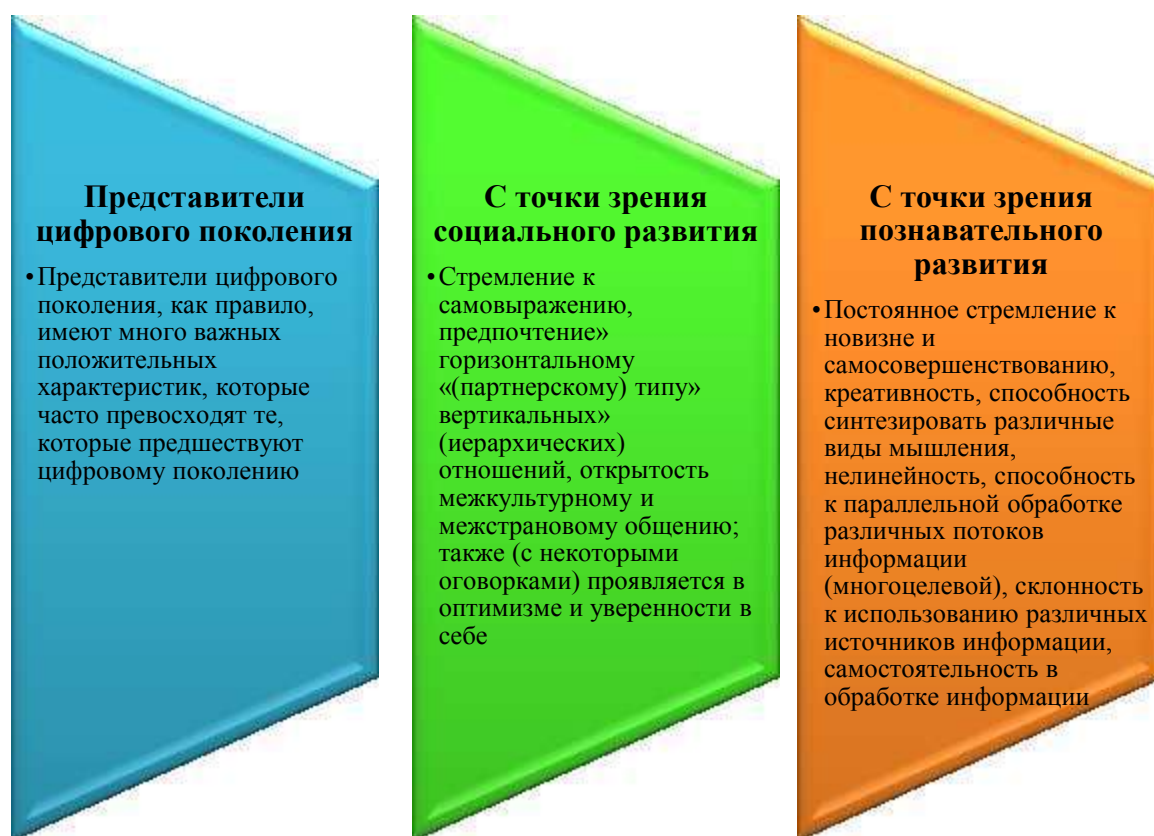 Представители
цифрового поколения
•Представители цифрового
поколения, как правило,
имеют много важных
положительных
характеристик, которые
часто превосходят те,
которые предшествуют
цифровому поколению
С точки зрения
социального развития
•Стремление к
самовыражению,
предпочтение»
горизонтальному
«(партнерскому) типу»
вертикальных»
(иерархических)
отношений, открытость
межкультурному и
межстрановому общению;
также (с некоторыми
оговорками) проявляется в
оптимизме и уверенности в
себе
С точки зрения
познавательного
развития
•Постоянное стремление к
новизне и
самосовершенствованию,
креативность, способность
синтезировать различные
виды мышления,
нелинейность, способность
к параллельной обработке
различных потоков
информации
(многоцелевой), склонность
к использованию различных
источников информации,
самостоятельность в
обработке информации